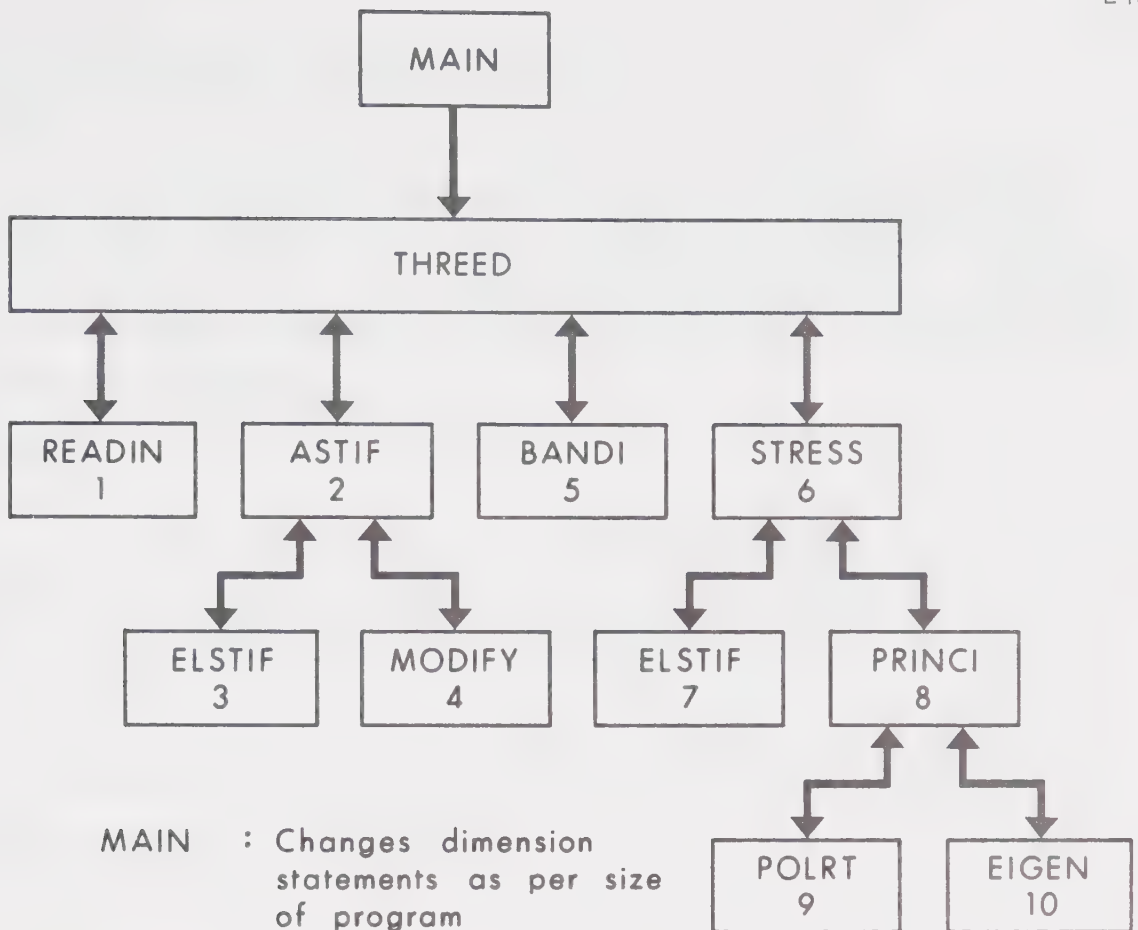 MAIN
THREED
READIN
1
ASTIF
2
BANDI
5
STRESS
6
ELSTIF
3
MODIFY
4
ELSTIF
7
PRINCI
8
POLRT
9
EIGEN
10
MAIN : Changes dimension
statements as per size
of program